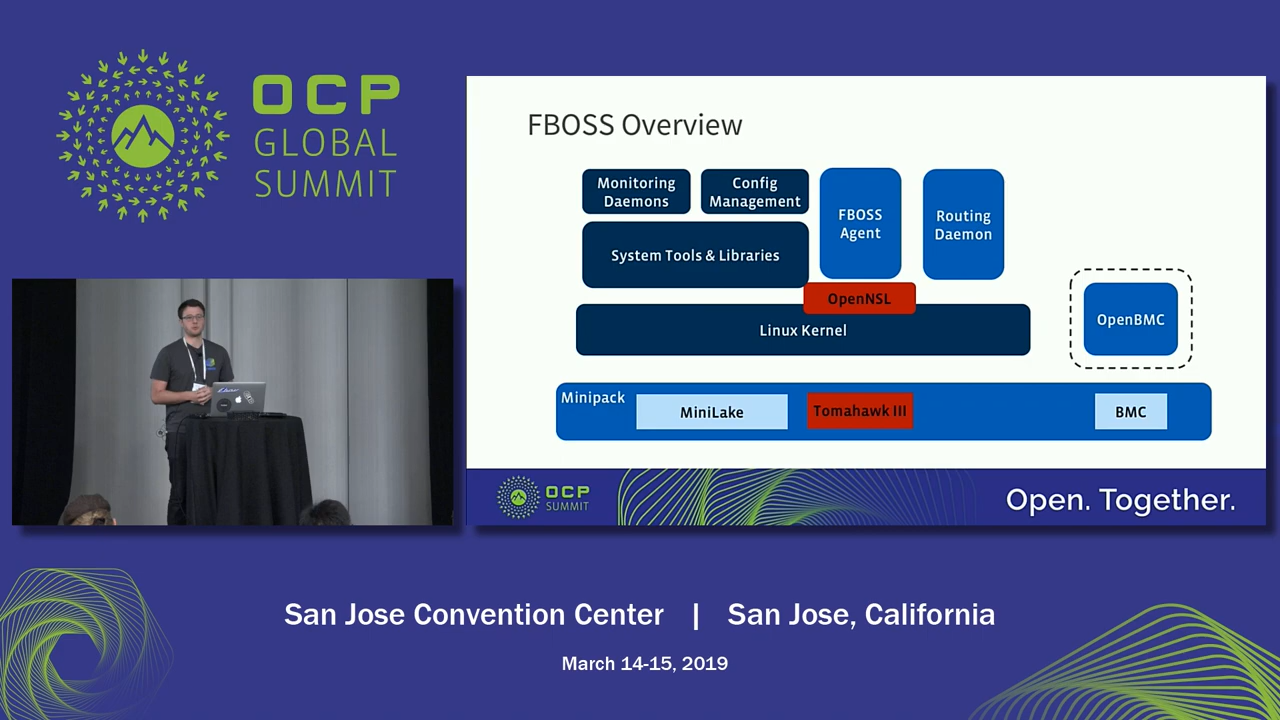 OCP
GLOBAL
SUMMIT
FBOSS Overview
Monitoring
Daemons
Config
Management
FBOSS
Agent
Routing
Daemon
System Tools & Libraries
OpenNSL
Linux Kernel
OpenBMC
Minipack
MiniLake
Tomahawk III
BMC
OCP
SUMMIT
Open. Together.
San Jose Convention Center | San Jose, California
March 14-15, 2019